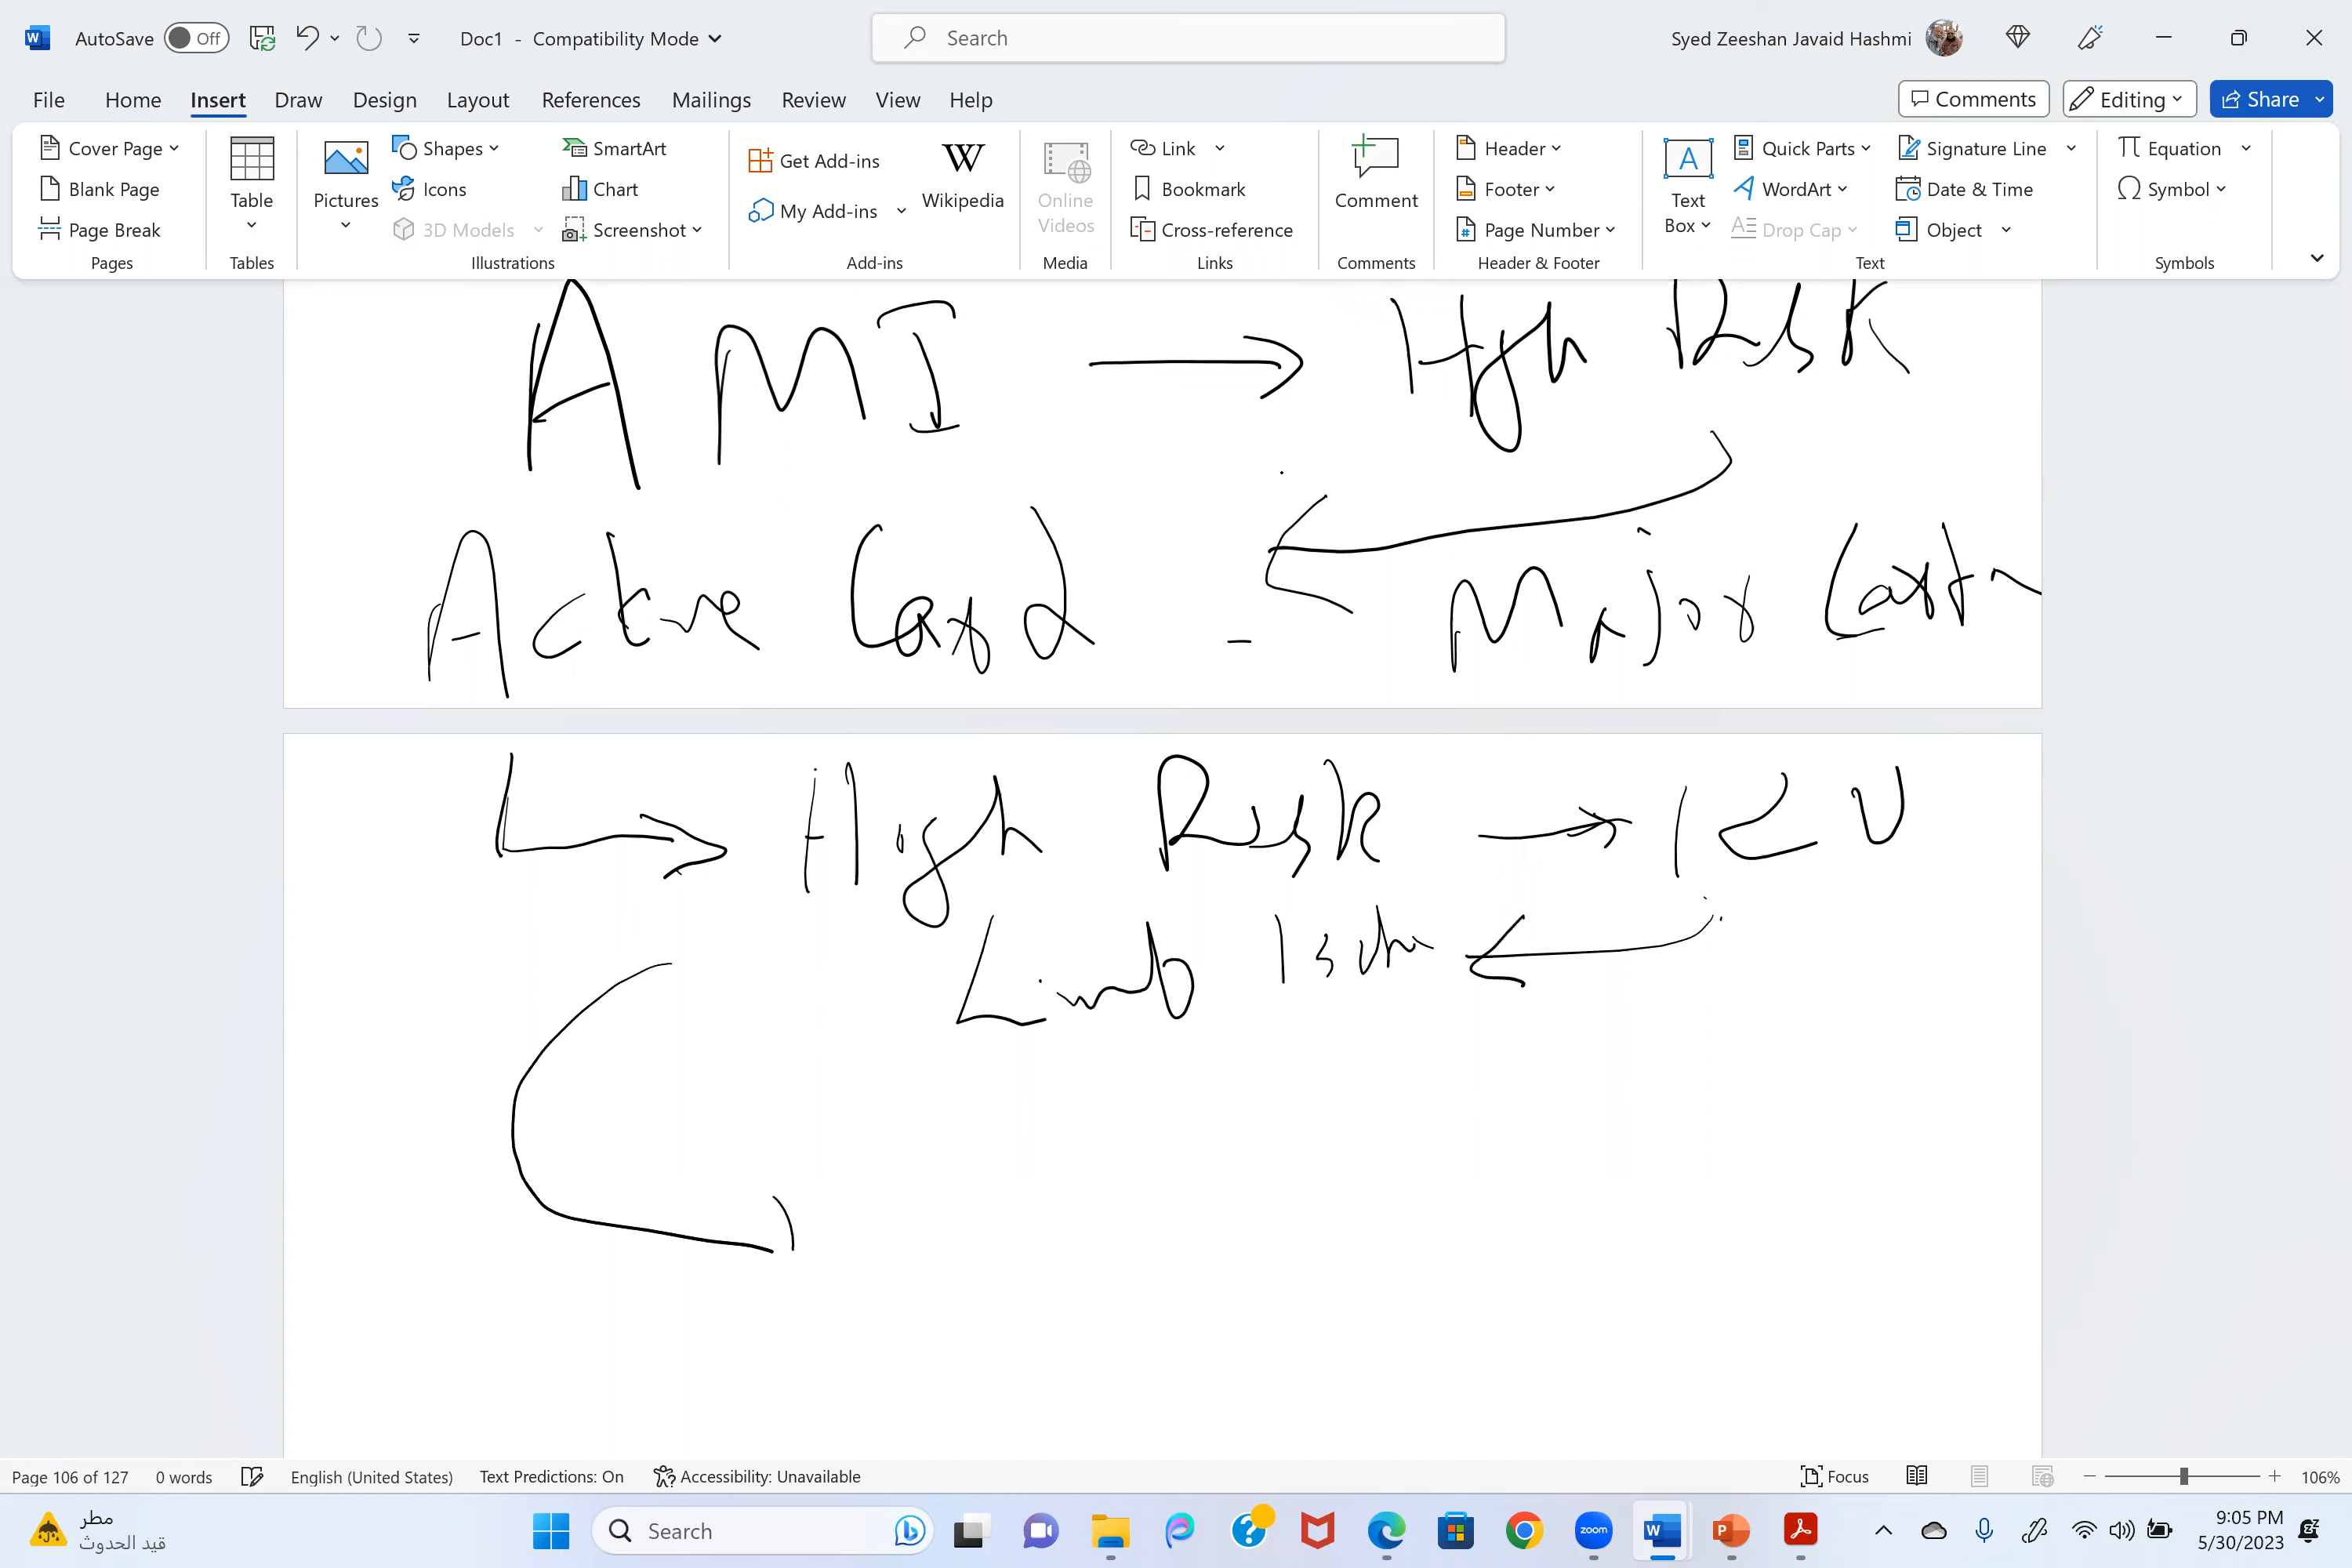 AutoSave Off Doc1 - Compatibility Mode Search Syed Zeeshan Javaid Hashmi
File Home Insert Draw Design Layout References Mailings Review View Help Comments Editing Share
Cover Page Shapes SmartArt Link Header Quick Parts Signature Line Equation
Get Add-ins
Blank Page Icons Chart Bookmark Footer WordArt Date & Time Symbol
Table Pictures My Add-ins Wikipedia Online Videos Comment Text Box
Page Break 3D Models Screenshot Cross-reference Page Number Drop Cap Object
Pages Tables Illustrations Add-ins Media Links Comments Header & Footer Text Symbols
AMI → High Risk
Active Card - Major
High Risk → ICU
Limb
Page 106 of 127 0 words English (United States) Text Predictions: On Accessibility: Unavailable Focus 106%
مطر
قيد الحدوث
Search zoom
9:05 PM
5/30/2023